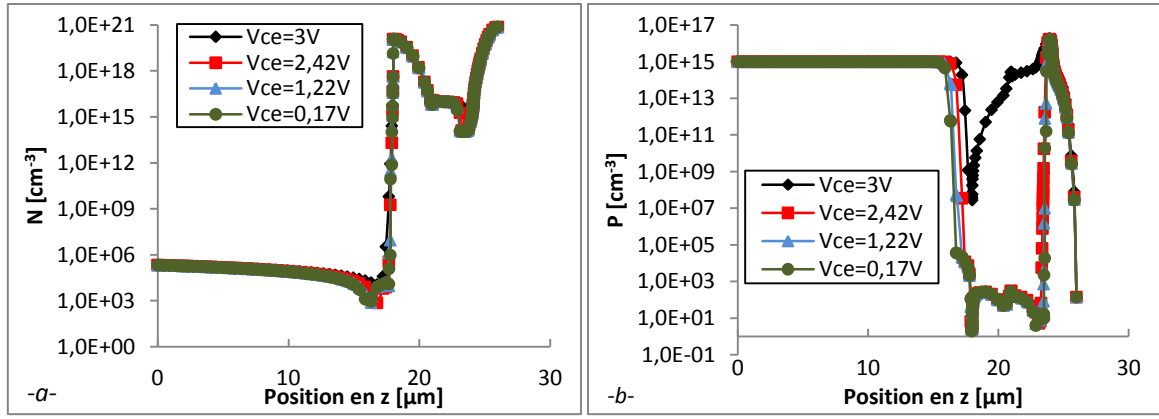 N [cm-3]
1,0E+21
1,0E+18
1,0E+15
1,0E+12
1,0E+09
1,0E+06
1,0E+03
1,0E+00
Vce=3V
Vce=2,42V
Vce=1,22V
Vce=0,17V
0
10
20
30
Position en z [µm]
-a-
P [cm-3]
1,0E+17
1,0E+15
1,0E+13
1,0E+11
1,0E+09
1,0E+07
1,0E+05
1,0E+03
1,0E+01
1,0E-01
Vce=3V
Vce=2,42V
Vce=1,22V
Vce=0,17V
0
10
20
30
Position en z [µm]
-b-